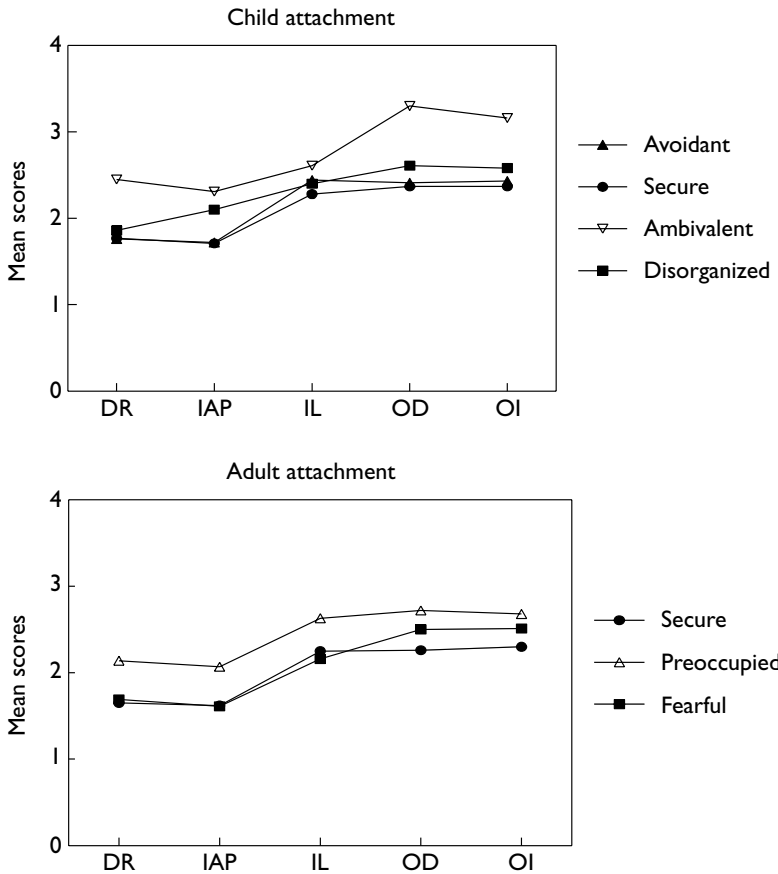 Child attachment
4
3
2
1
0
Mean scores
DR IAP IL OD OI
Avoidant
Secure
Ambivalent
Disorganized
Adult attachment
4
3
2
1
0
Mean scores
DR IAP IL OD OI
Secure
Preoccupied
Fearful